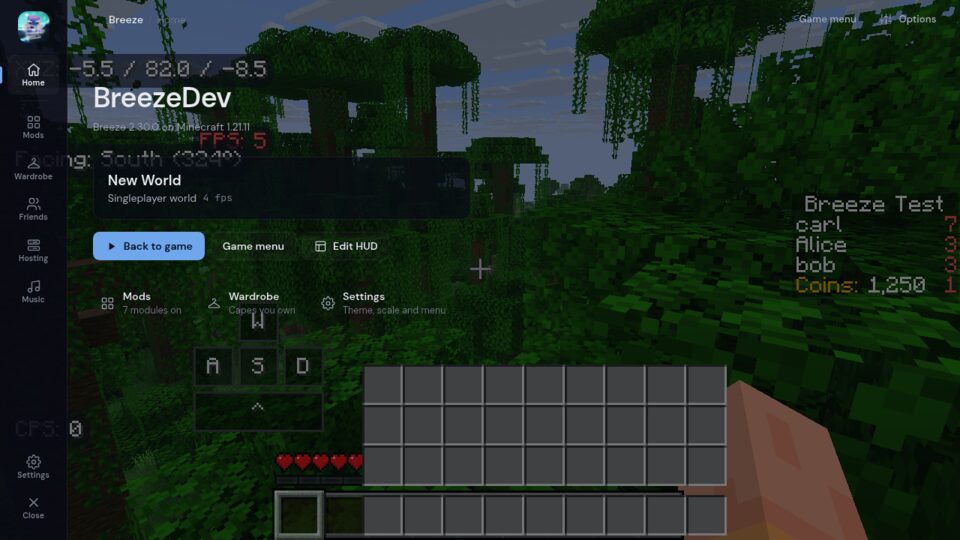 Breeze / Home
Game menu
Options
XYZ: -5.5 / 82.0 / -8.5
Home
BreezeDev
Breeze 2.30.0 on Minecraft 1.21.11
Mods
FPS: 5
Facing: South (324°)
Wardrobe
New World
Singleplayer world 4 fps
Friends
Breeze Test
carl 7
Alice 3
bob 3
Coins: 1,250 1
Back to game
Game menu
Edit HUD
Hosting
Music
Mods
7 modules on
Wardrobe
Capes you own
Settings
Theme, scale and menu
W
A S D
^
CPS: 0
Settings
Close